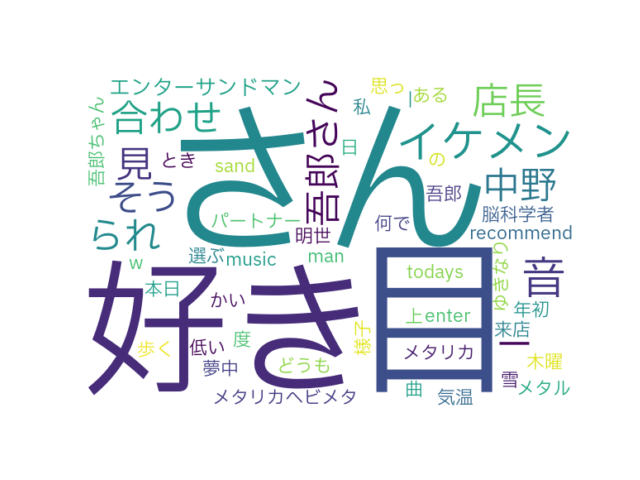 エンターサンドマン
思っ
ある
l
店長
合わせ
私
イケメン
吾郎ちゃん
吾郎さん
さん
見
とき
日
の
sand
中野
そう
吾郎
脳科学者
パートナー
何で
られ
明世
recommend
選ぶ
music
man
ゆきなり
w
todays
音
好き
目
本日
かい
上
enter
年初
来店
ー
歩く
低い
度
様子
メタリカ
木曜
夢中
どうも
雪
メタリカヘビメタ
曲
気温
メタル